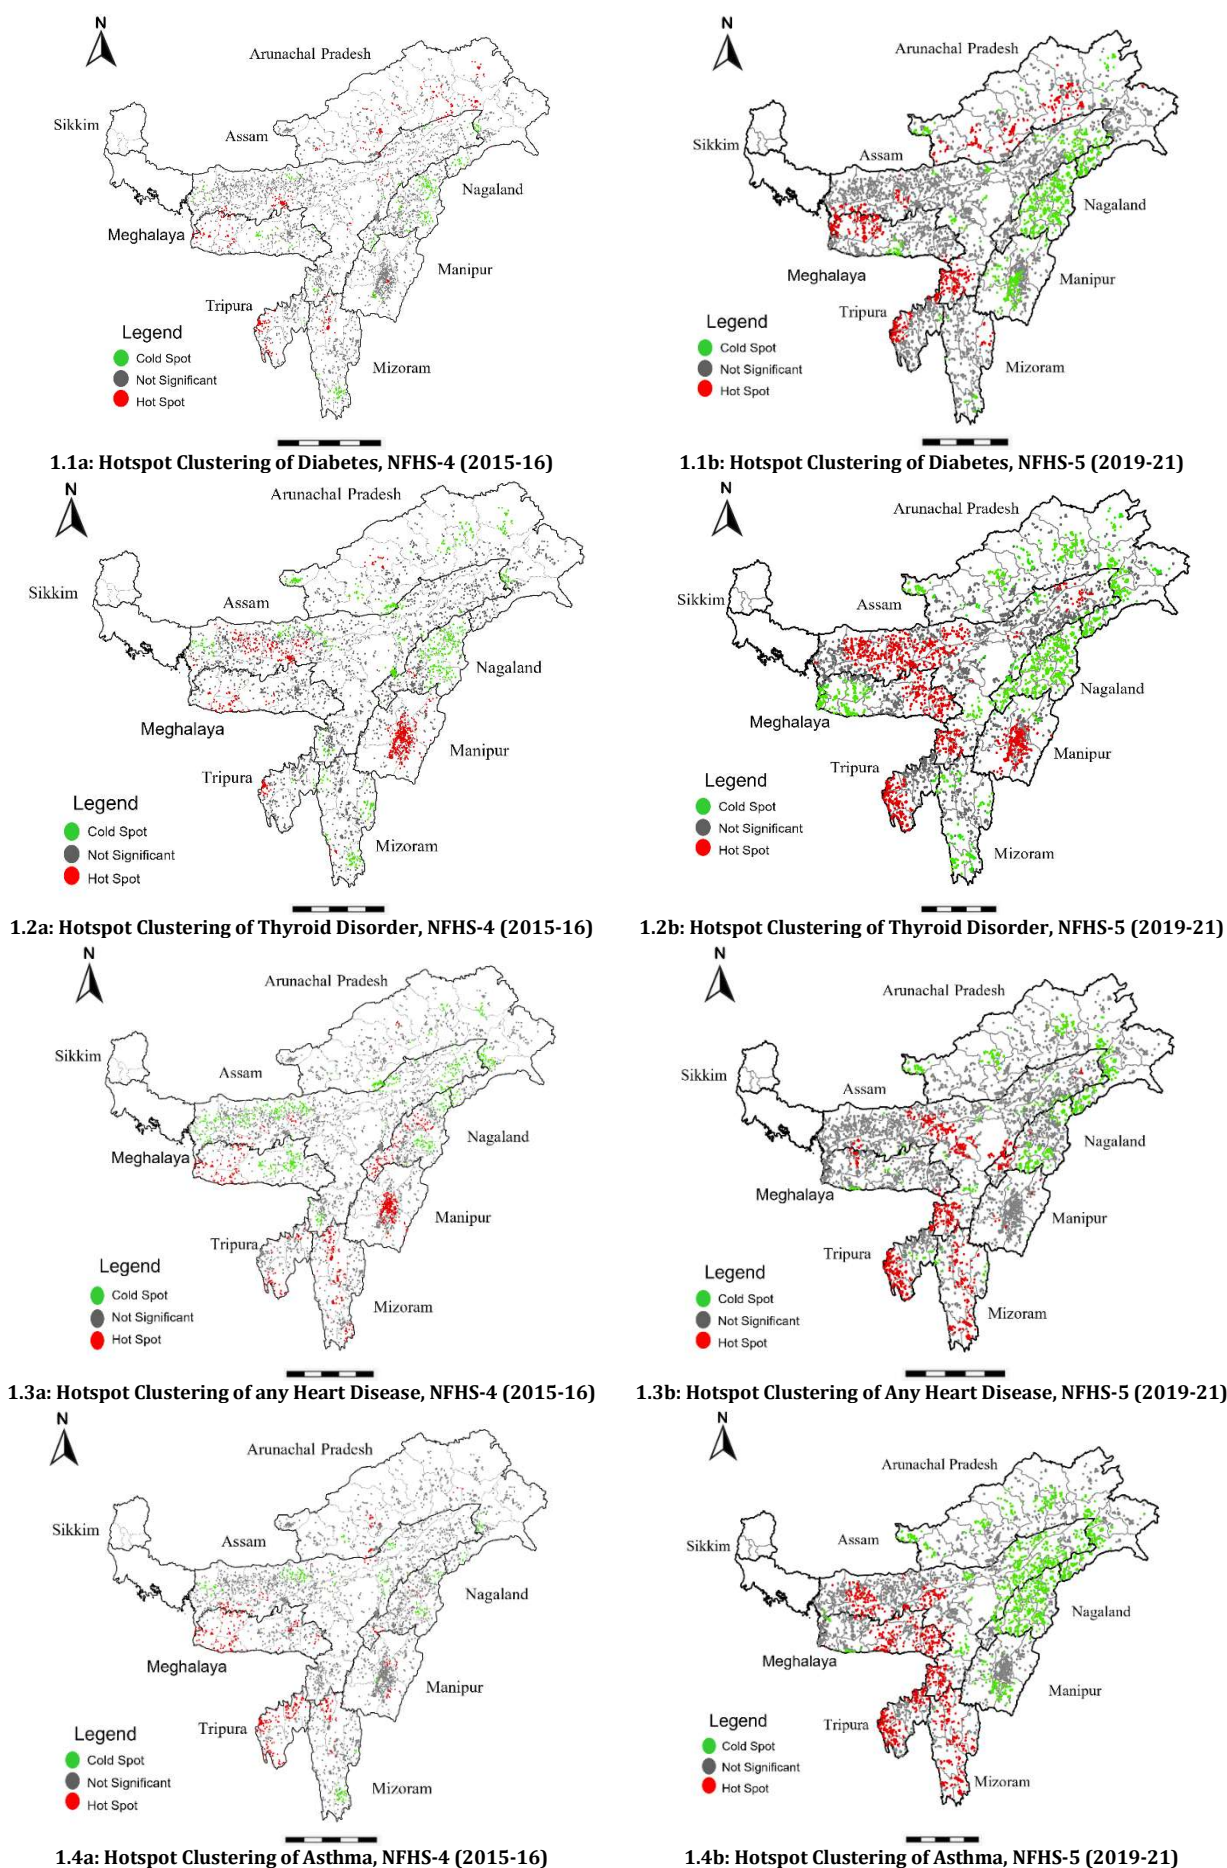 N
Arunachal Pradesh
Sikkim
Assam
Nagaland
Meghalaya
Manipur
Tripura
Legend
Cold Spot
Not Significant
Hot Spot
Mizoram
1.1a: Hotspot Clustering of Diabetes, NFHS-4 (2015-16)
N
Arunachal Pradesh
Sikkim
Assam
Nagaland
Meghalaya
Manipur
Tripura
Legend
Cold Spot
Not Significant
Hot Spot
Mizoram
1.1b: Hotspot Clustering of Diabetes, NFHS-5 (2019-21)
N
Arunachal Pradesh
Sikkim
Assam
Nagaland
Meghalaya
Manipur
Tripura
Legend
Cold Spot
Not Significant
Hot Spot
Mizoram
1.2a: Hotspot Clustering of Thyroid Disorder, NFHS-4 (2015-16)
N
Arunachal Pradesh
Sikkim
Assam
Nagaland
Meghalaya
Manipur
Tripura
Legend
Cold Spot
Not Significant
Hot Spot
Mizoram
1.2b: Hotspot Clustering of Thyroid Disorder, NFHS-5 (2019-21)
N
Arunachal Pradesh
Sikkim
Assam
Nagaland
Meghalaya
Manipur
Tripura
Legend
Cold Spot
Not Significant
Hot Spot
Mizoram
1.3a: Hotspot Clustering of any Heart Disease, NFHS-4 (2015-16)
N
Arunachal Pradesh
Sikkim
Assam
Nagaland
Meghalaya
Manipur
Tripura
Legend
Cold Spot
Not Significant
Hot Spot
Mizoram
1.3b: Hotspot Clustering of Any Heart Disease, NFHS-5 (2019-21)
N
Arunachal Pradesh
Sikkim
Assam
Nagaland
Meghalaya
Manipur
Tripura
Legend
Cold Spot
Not Significant
Hot Spot
Mizoram
1.4a: Hotspot Clustering of Asthma, NFHS-4 (2015-16)
N
Arunachal Pradesh
Sikkim
Assam
Nagaland
Meghalaya
Manipur
Tripura
Legend
Cold Spot
Not Significant
Hot Spot
Mizoram
1.4b: Hotspot Clustering of Asthma, NFHS-5 (2019-21)